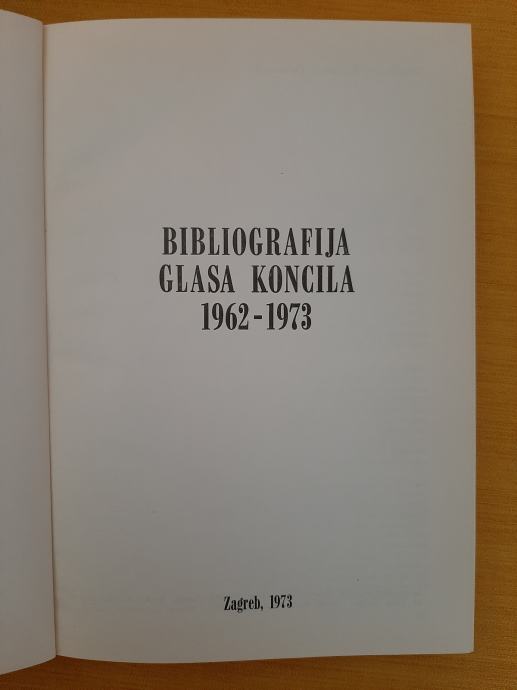 BIBLIOGRAFIJA
GLASA KONCILA
1962-1973
Zagreb, 1973